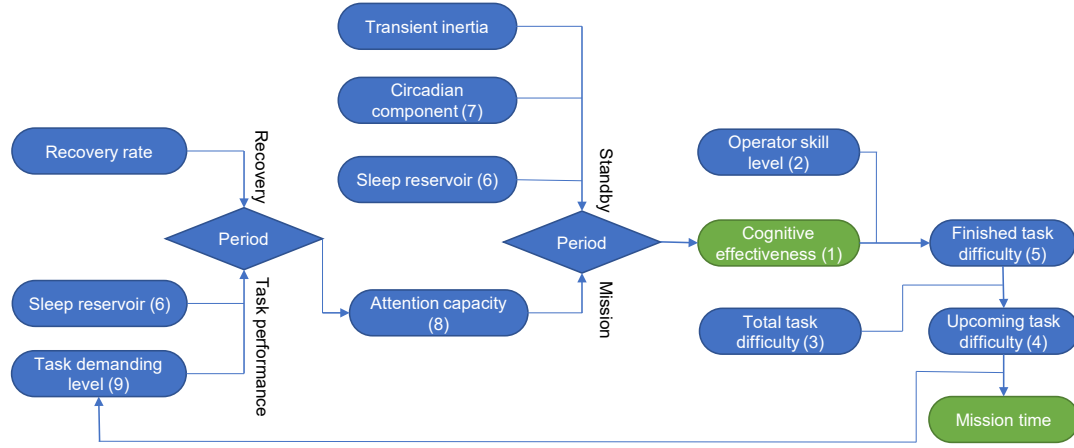 Transient inertia
Circadian
component (7)
Recovery rate
Recovery
Sleep reservoir (6)
Standby
Operator skill
level (2)
Period
Period
Cognitive
effectiveness (1)
Finished task
difficulty (5)
Sleep reservoir (6)
Task performance
Attention capacity
(8)
Mission
Total task
difficulty (3)
Upcoming task
difficulty (4)
Task demanding
level (9)
Mission time